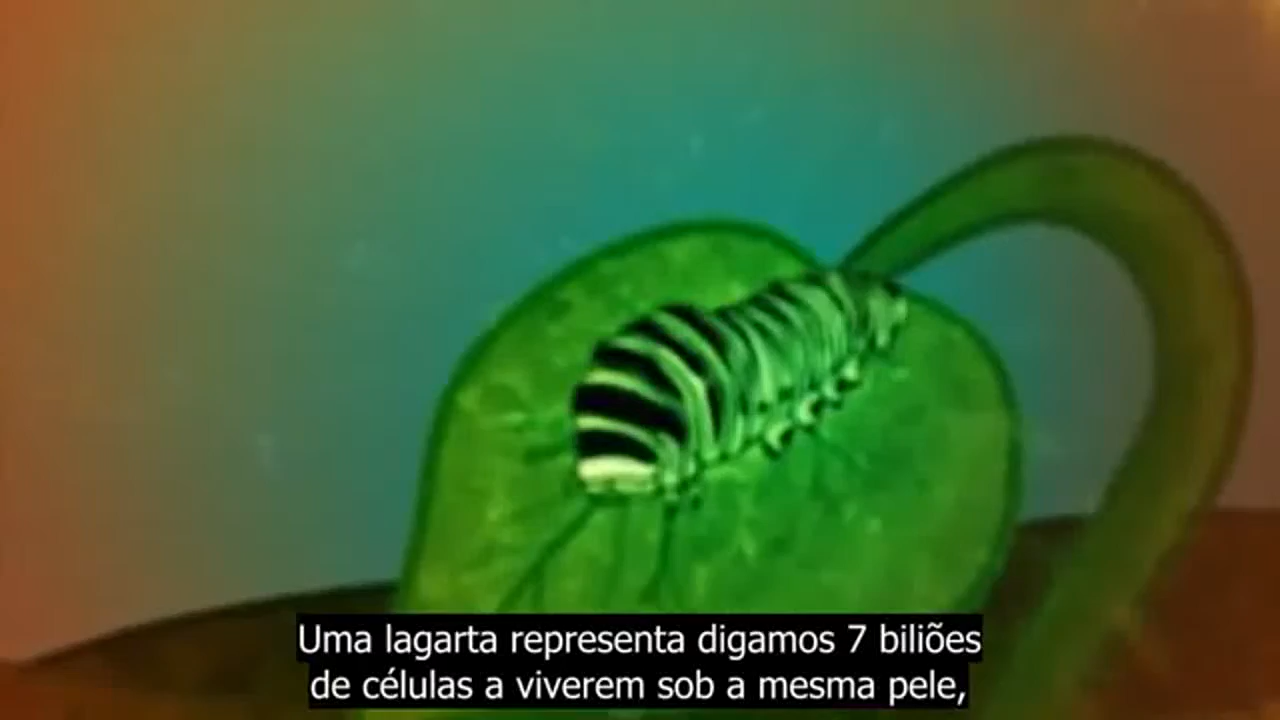 Uma lagarta representa digamos 7 biliões
de células a viverem sob a mesma pele,